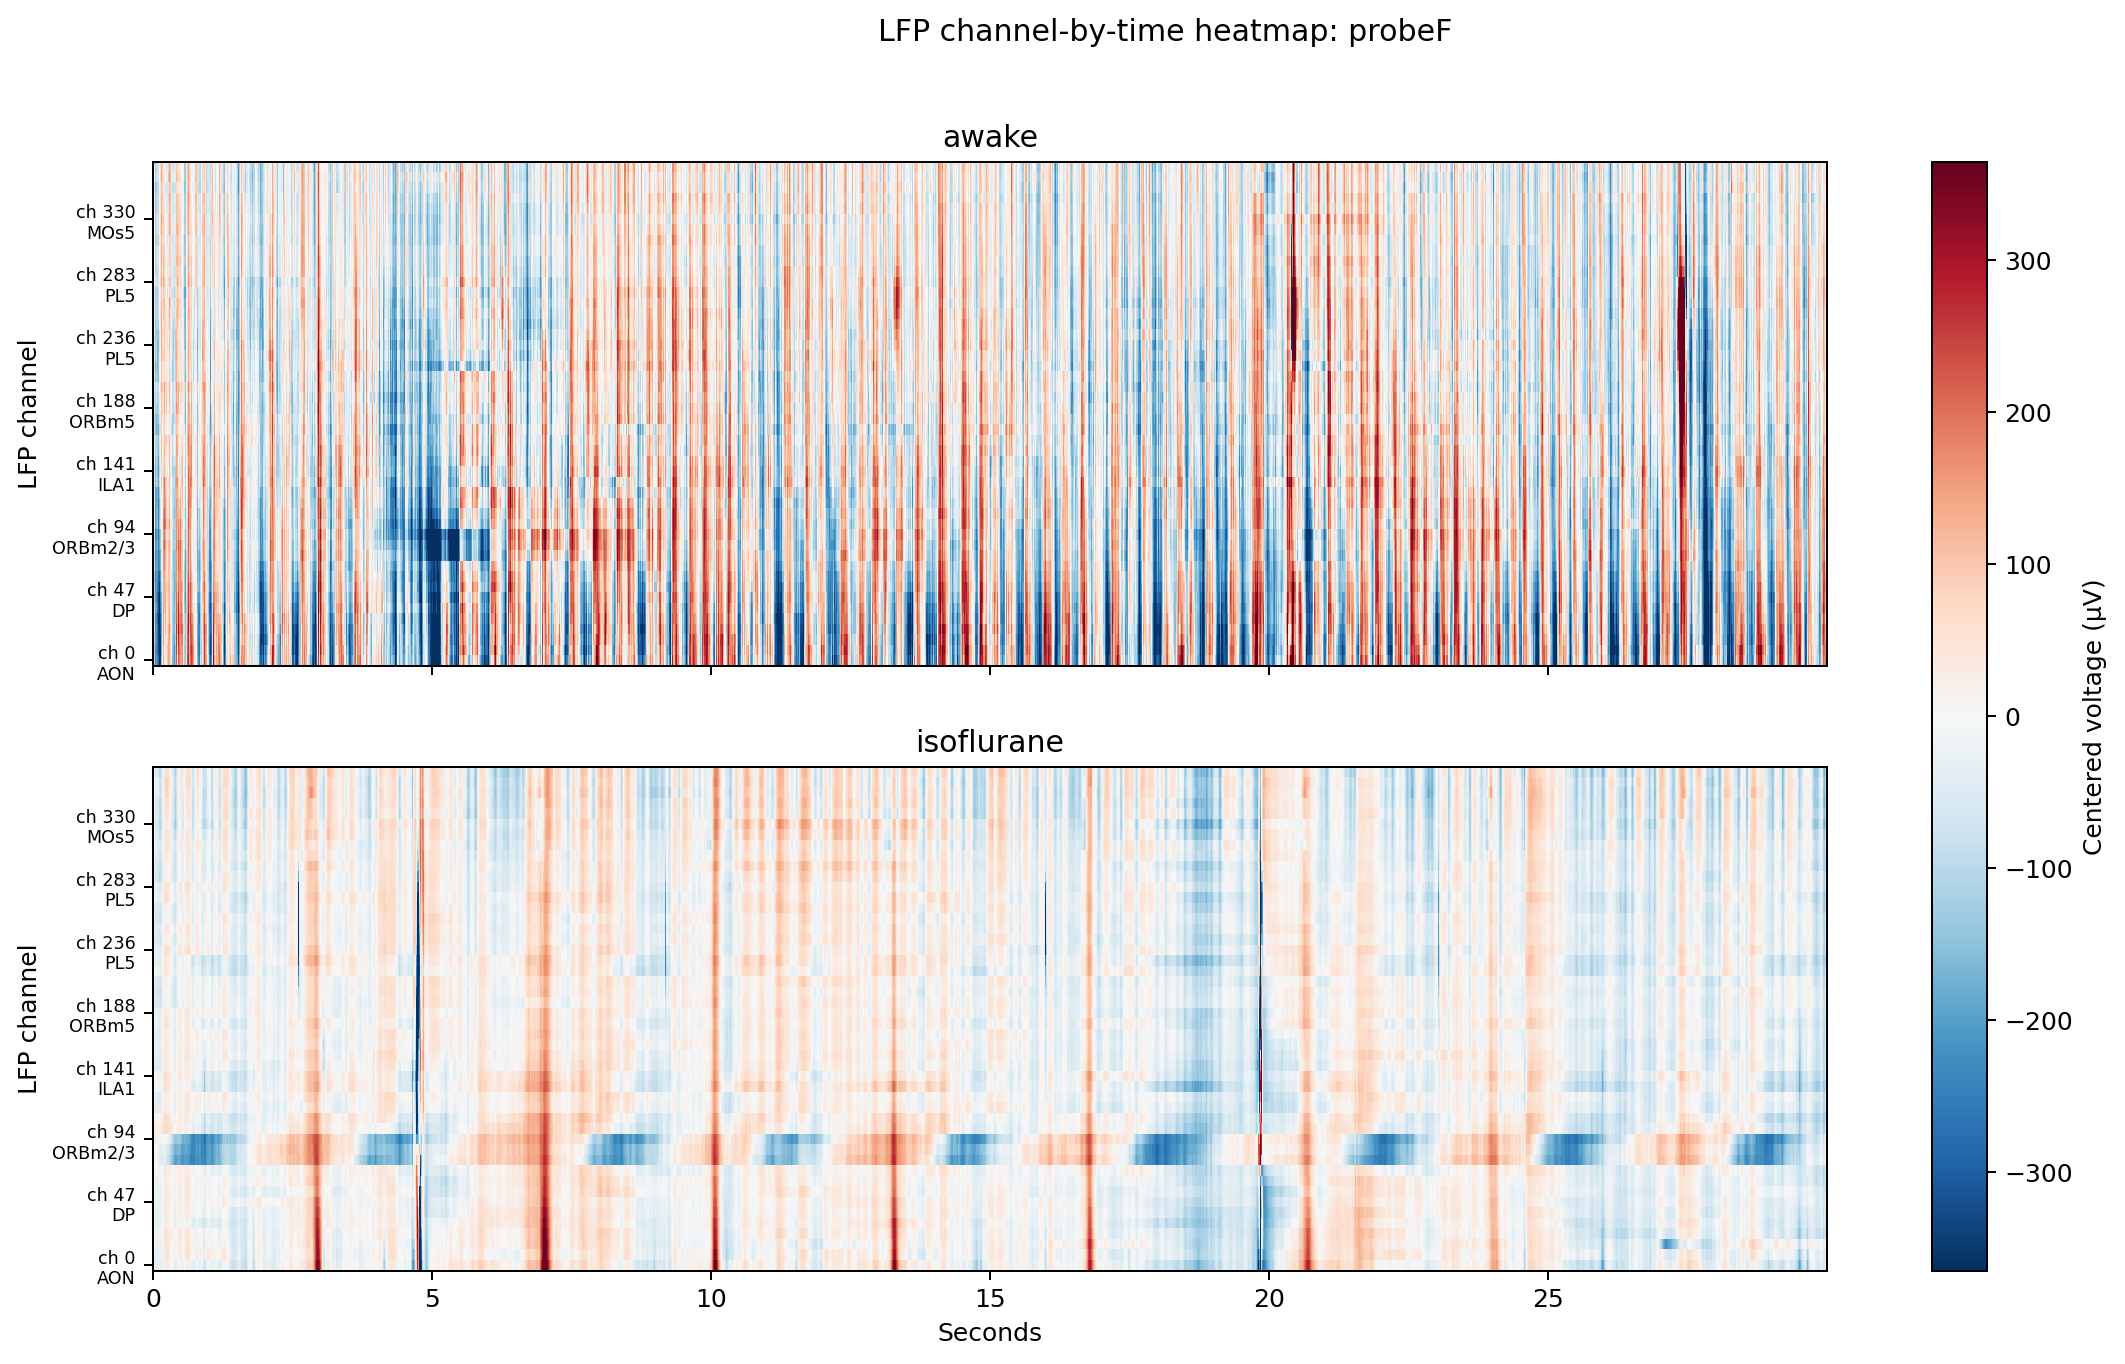 LFP channel-by-time heatmap: probeF
awake
LFP channel
ch 330
MOs5
ch 283
PL5
ch 236
PL5
ch 188
ORBm5
ch 141
ILA1
ch 94
ORBm2/3
ch 47
DP
ch 0
AON
isoflurane
LFP channel
ch 330
MOs5
ch 283
PL5
ch 236
PL5
ch 188
ORBm5
ch 141
ILA1
ch 94
ORBm2/3
ch 47
DP
ch 0
AON
0 5 10 15 20 25
Seconds
300
200
100
0
−100
−200
−300
Centered voltage (µV)